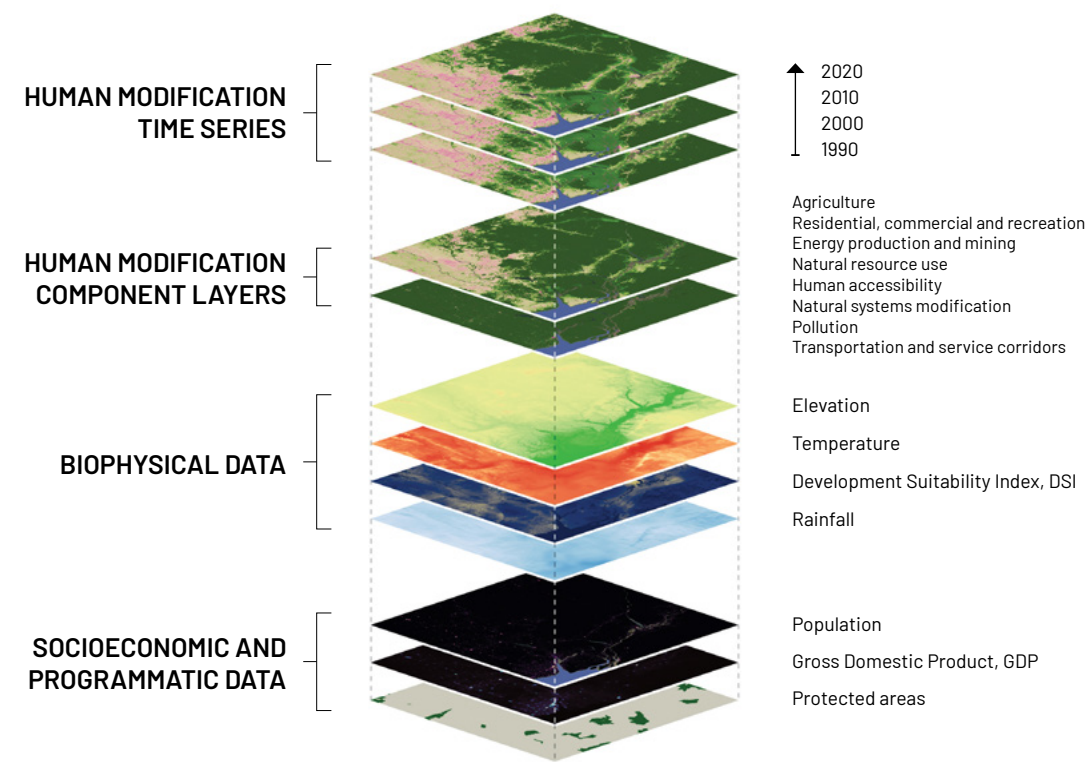 HUMAN MODIFICATION
TIME SERIES
2020
2010
2000
1990
HUMAN MODIFICATION
COMPONENT LAYERS
Agriculture
Residential, commercial and recreation
Energy production and mining
Natural resource use
Human accessibility
Natural systems modification
Pollution
Transportation and service corridors
BIOPHYSICAL DATA
Elevation
Temperature
Development Suitability Index, DSI
Rainfall
SOCIOECONOMIC AND
PROGRAMMATIC DATA
Population
Gross Domestic Product, GDP
Protected areas